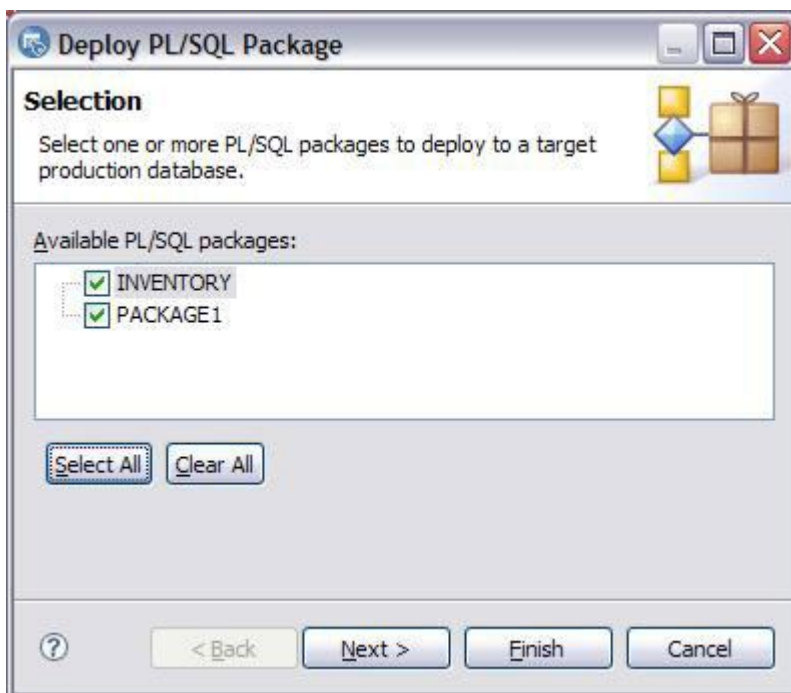 Deploy PL/SQL Package
Selection
Select one or more PL/SQL packages to deploy to a target
production database.
Available PL/SQL packages:
INVENTORY
PACKAGE1
Select All
Clear All
?
< Back
Next >
Finish
Cancel